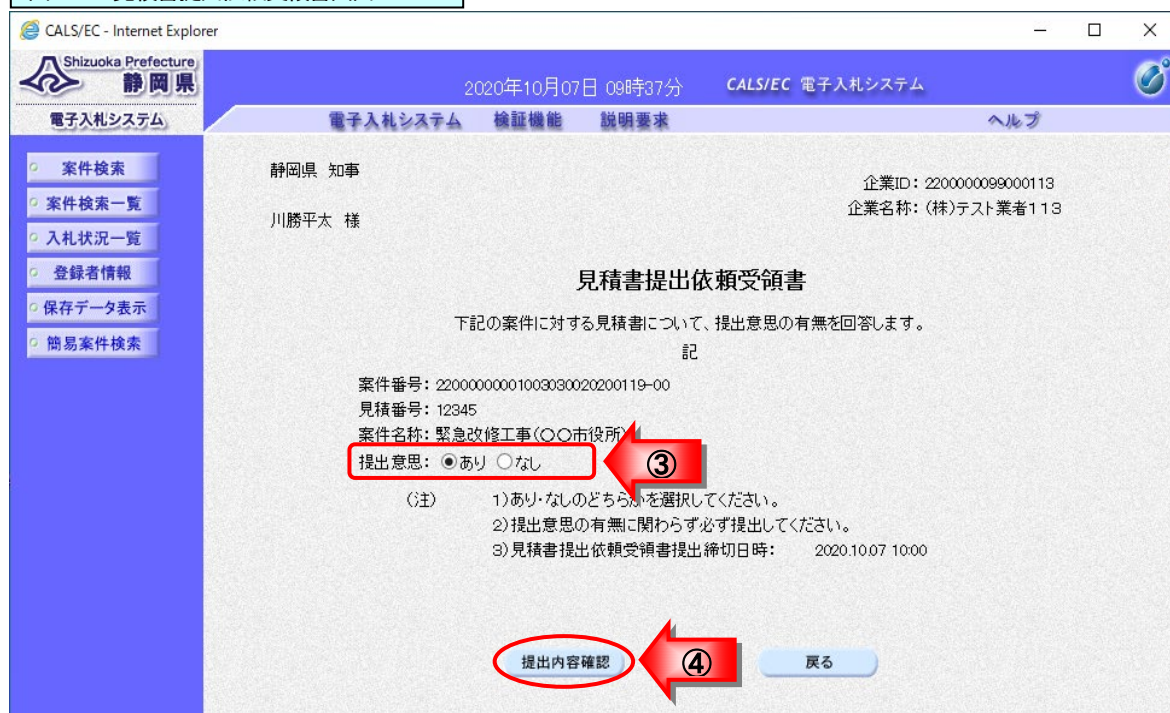 CALS/EC - Internet Explorer
Shizuoka Prefecture
静岡県
2020年10月07日 09時37分
CALS/EC 電子入札システム
電子入札システム
電子入札システム 検証機能 説明要求 ヘルプ
案件検索
案件検索一覧
入札状況一覧
登録者情報
保存データ表示
簡易案件検索
静岡県 知事
企業ID：2200000099000113
企業名称：(株)テスト業者113
川勝平太 様
見積書提出依頼受領書
下記の案件に対する見積書について、提出意思の有無を回答します。
記
案件番号：2200000001003030020200119-00
見積番号：12345
案件名称：緊急改修工事(〇〇市役所)
提出意思： あり なし
③
(注) 1)あり・なしのどちらかを選択してください。
2)提出意思の有無に関わらず必ず提出してください。
3)見積書提出依頼受領書提出締切日時： 2020.10.07 10:00
提出内容確認
④
戻る